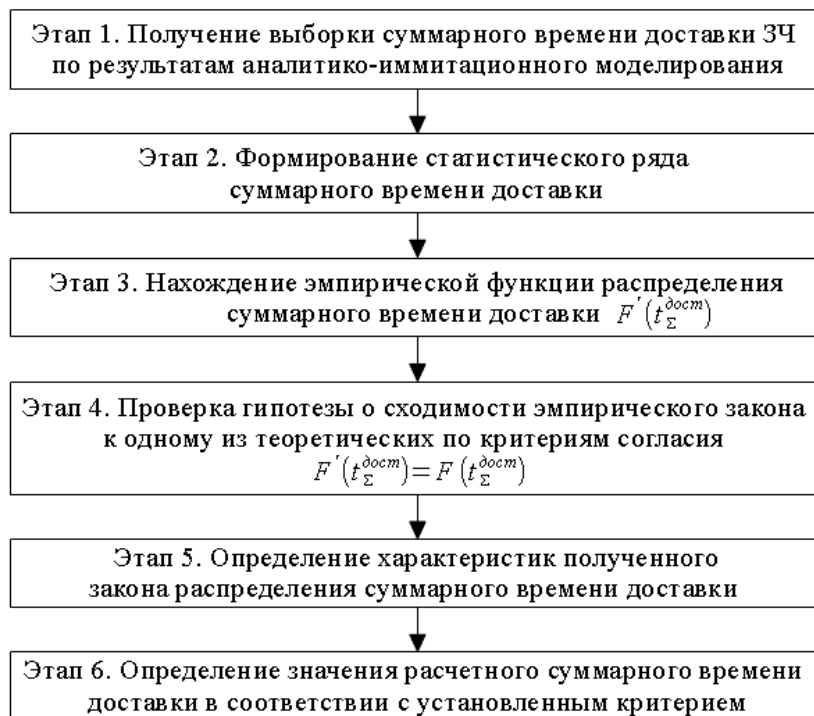 Этап 1. Получение выборки суммарного времени доставки ЗЧ
по результатам аналитико-иммитационного моделирования
Этап 2. Формирование статистического ряда
суммарного времени доставки
Этап 3. Нахождение эмпирической функции распределения
суммарного времени доставки F'(t_Σ^дост)
Этап 4. Проверка гипотезы о сходимости эмпирического закона
к одному из теоретических по критериям согласия
F'(t_Σ^дост)=F(t_Σ^дост)
Этап 5. Определение характеристик полученного
закона распределения суммарного времени доставки
Этап 6. Определение значения расчетного суммарного времени
доставки в соответствии с установленным критерием